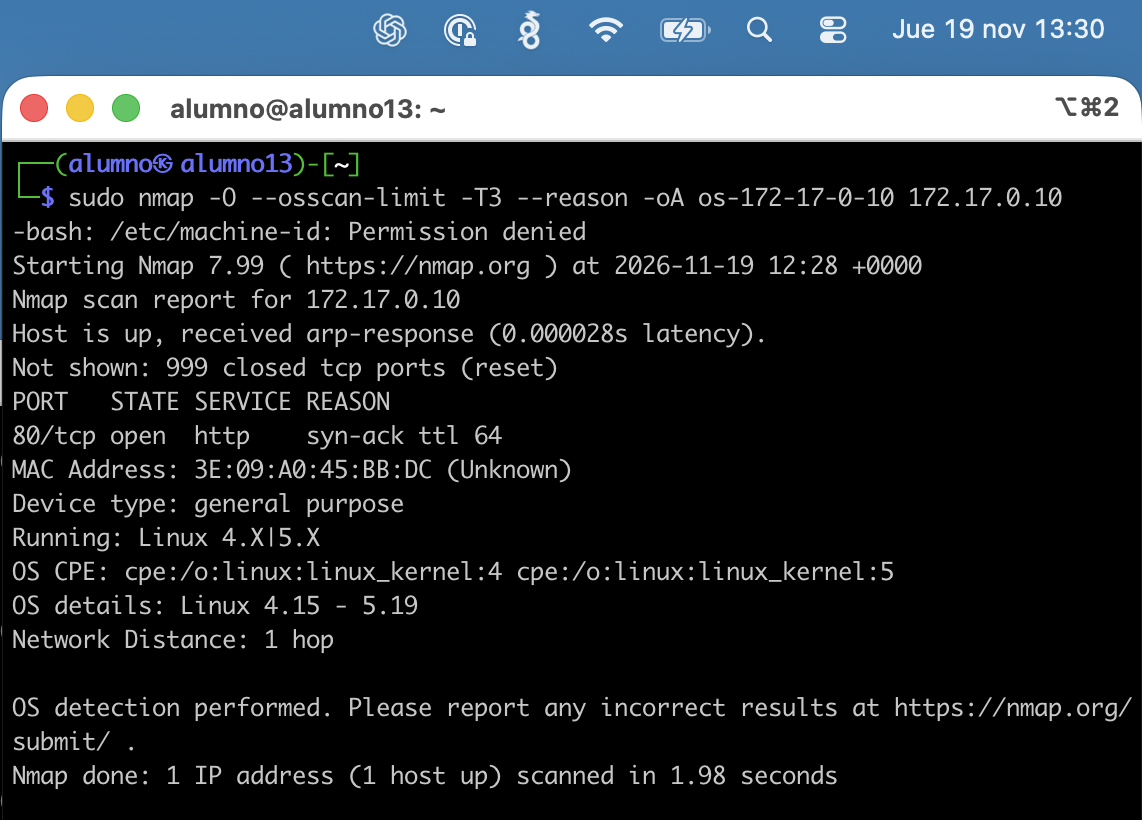 Jue 19 nov 13:30
alumno@alumno13: ~
⌥⌘2
┌──(alumno㉿ alumno13)-[~]
└─$ sudo nmap -O --osscan-limit -T3 --reason -oA os-172-17-0-10 172.17.0.10
-bash: /etc/machine-id: Permission denied
Starting Nmap 7.99 ( https://nmap.org ) at 2026-11-19 12:28 +0000
Nmap scan report for 172.17.0.10
Host is up, received arp-response (0.000028s latency).
Not shown: 999 closed tcp ports (reset)
PORT   STATE SERVICE REASON
80/tcp open  http    syn-ack ttl 64
MAC Address: 3E:09:A0:45:BB:DC (Unknown)
Device type: general purpose
Running: Linux 4.X|5.X
OS CPE: cpe:/o:linux:linux_kernel:4 cpe:/o:linux:linux_kernel:5
OS details: Linux 4.15 - 5.19
Network Distance: 1 hop

OS detection performed. Please report any incorrect results at https://nmap.org/
submit/ .
Nmap done: 1 IP address (1 host up) scanned in 1.98 seconds